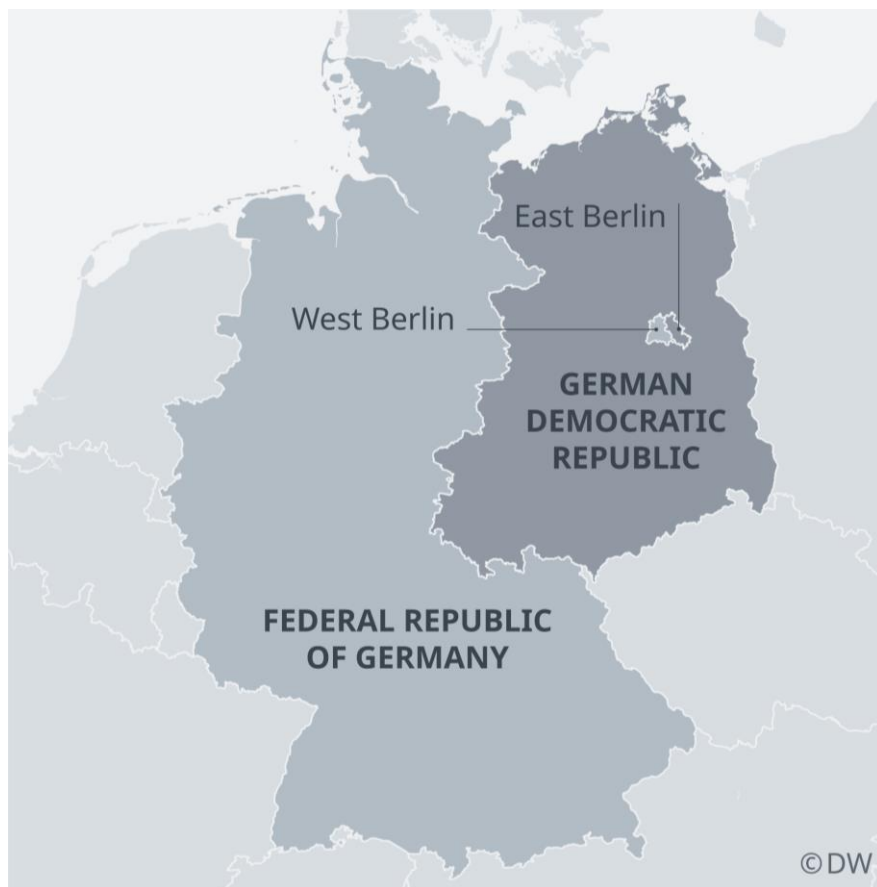 East Berlin
West Berlin
GERMAN
DEMOCRATIC
REPUBLIC
FEDERAL REPUBLIC
OF GERMANY
©DW